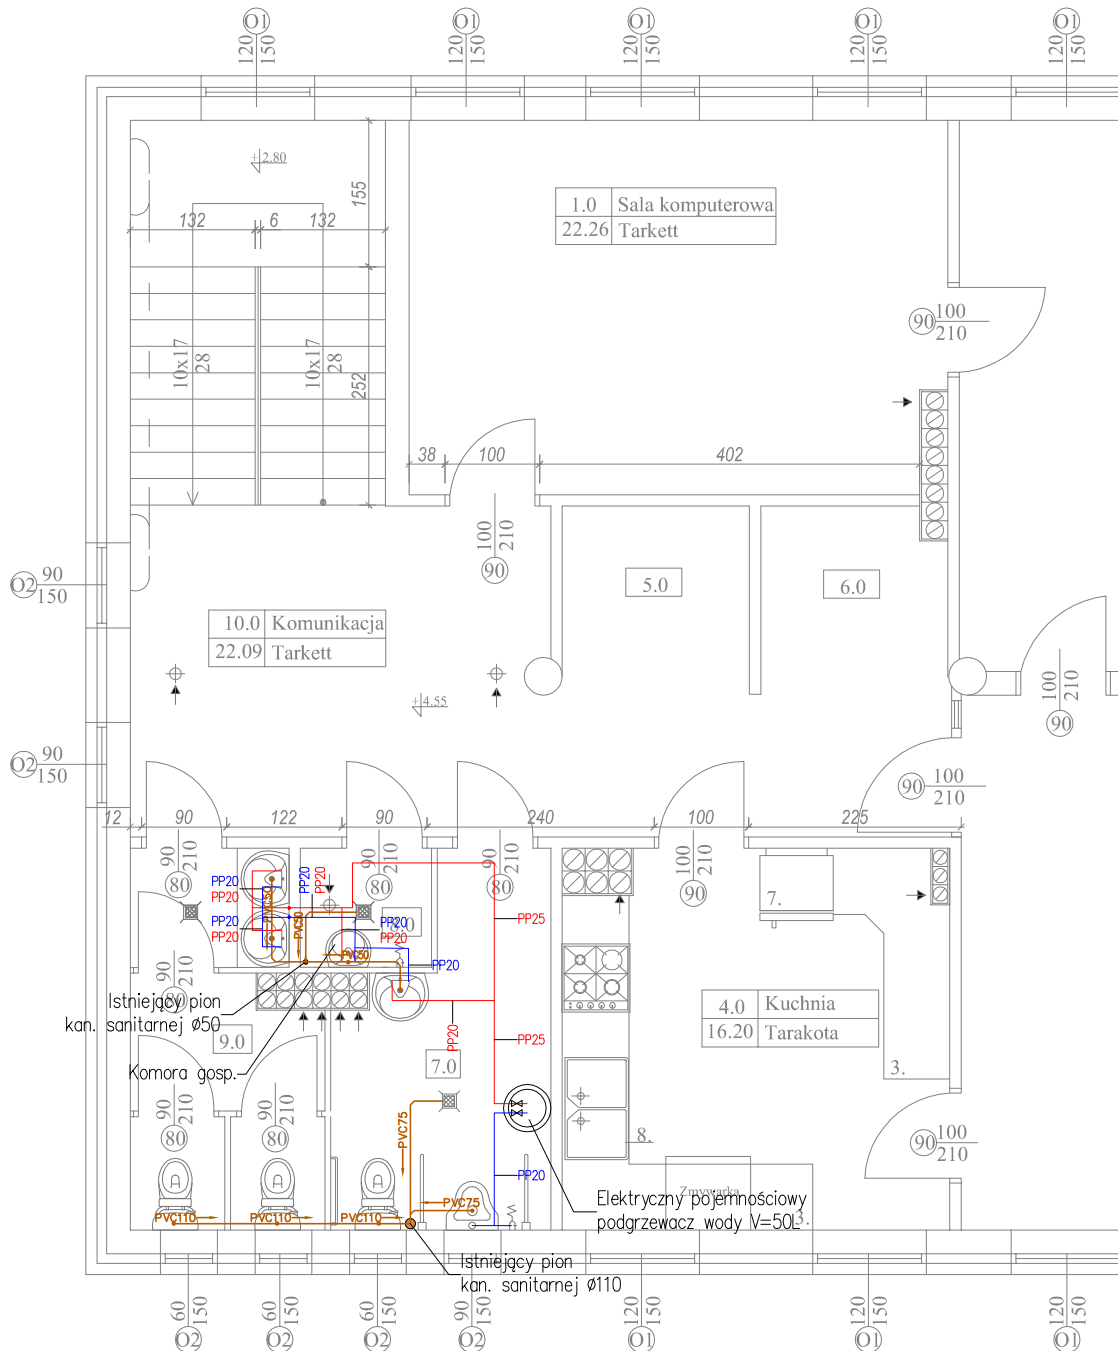 O1 O1 O1 O1 O1
120 150 120 150 120 150 120 150 120 150
+2.80
155
132 6 132
1.0 Sala komputerowa
22.26 Tarkett
90 100 210
10x17 28
10x17 28
252
38 100 402
100 210 90
O2 90 150
5.0
6.0
10.0 Komunikacja
22.09 Tarkett
+4.55
100 210 90
O2 90 150
90 100 210
12 90 122 90 240 100 225
90 210 80
90 210 80
90 210 80
100 210 90
PP20
PP20
PP20
PP20
PP20
PP20
PVC50
PVC50
PVC50
PP20
PP20
PP20
PP25
7.
90 210 80
Istniejący pion
kan. sanitarnej ø50
9.0
Komora gosp.
PP20
PP25
7.0
4.0 Kuchnia
16.20 Tarakota
3.
90 210 80
90 210 80
PVC75
8.
90 100 210
PP20
PVC75
Zmywarka
3.
PVC110 PVC110 PVC110
Elektryczny pojemnościowy
podgrzewacz wody V=50L
Istniejący pion
kan. sanitarnej ø110
60 150 60 150 90 150 120 150 120 150 120 150
O2 O2 O2 O1 O1 O1